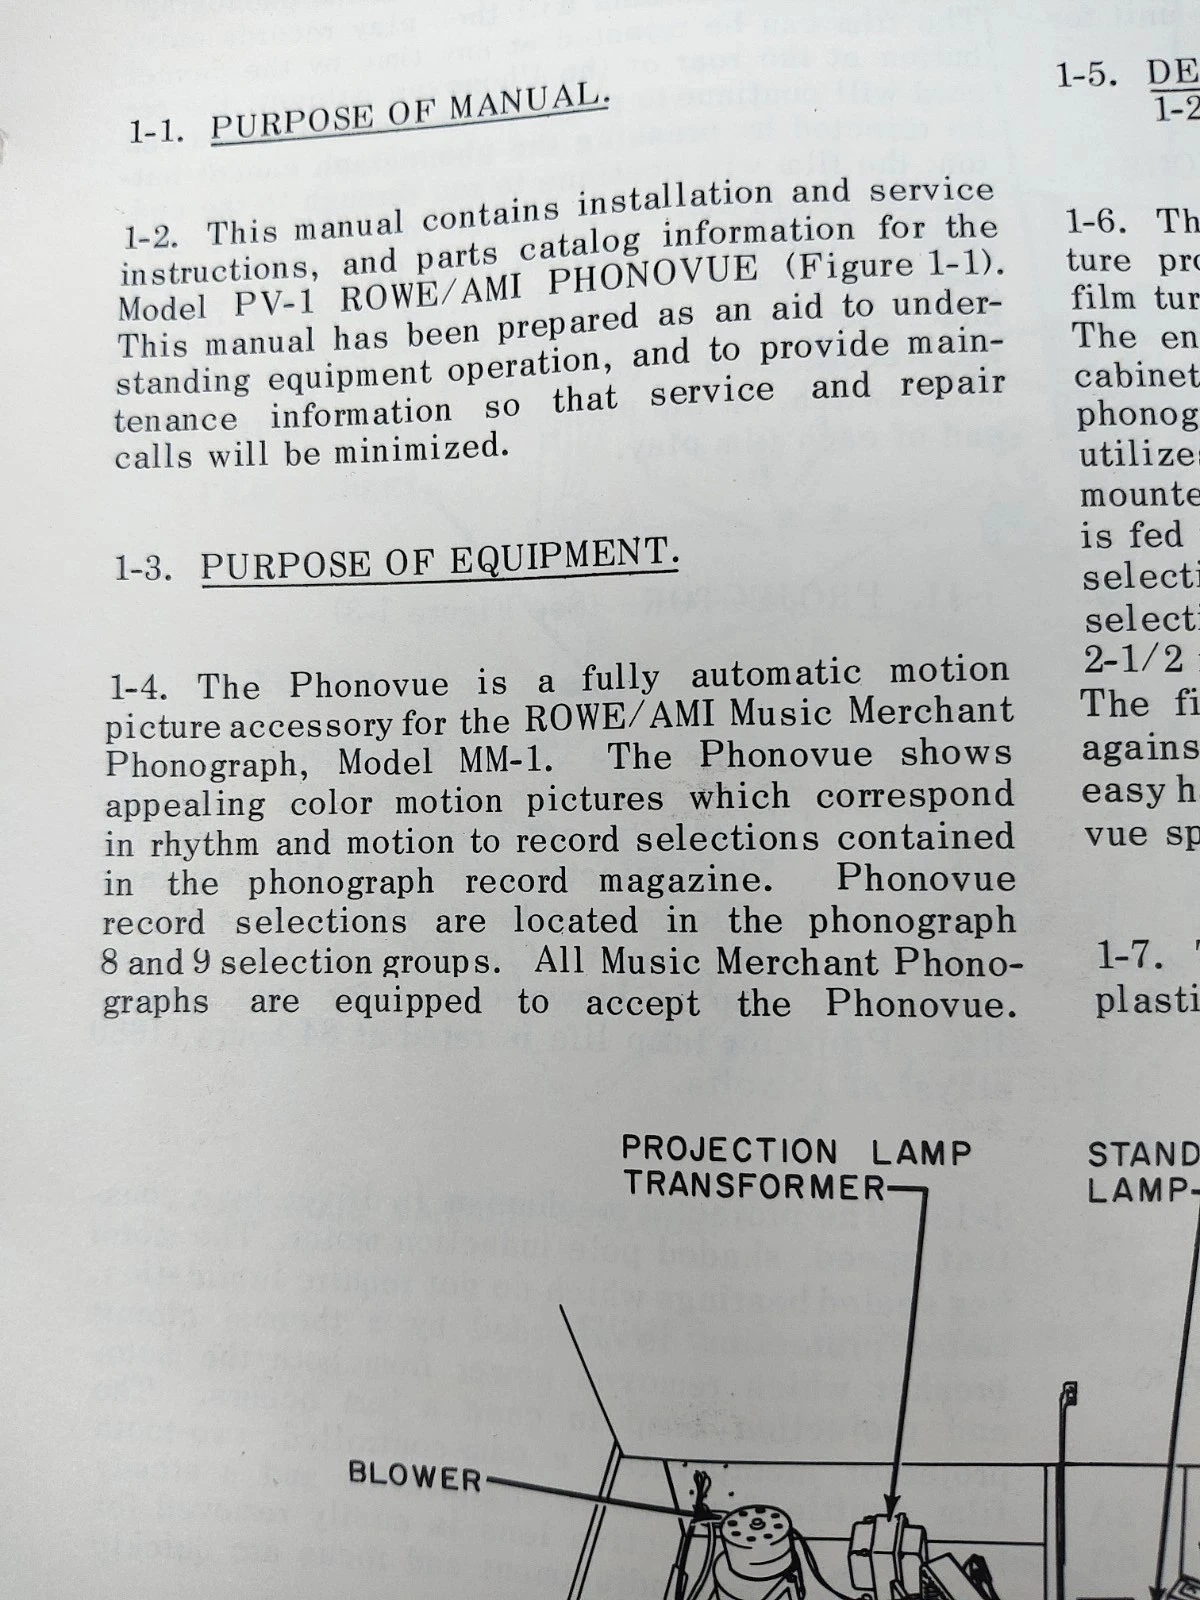 1-1. PURPOSE OF MANUAL.
1-2. This manual contains installation and service
instructions, and parts catalog information for the
Model PV-1 ROWE/AMI PHONOVUE (Figure 1-1).
This manual has been prepared as an aid to under-
standing equipment operation, and to provide main-
tenance information so that service and repair
calls will be minimized.
1-3. PURPOSE OF EQUIPMENT.
1-4. The Phonovue is a fully automatic motion
picture accessory for the ROWE/AMI Music Merchant
Phonograph, Model MM-1. The Phonovue shows
appealing color motion pictures which correspond
in rhythm and motion to record selections contained
in the phonograph record magazine. Phonovue
record selections are located in the phonograph
8 and 9 selection groups. All Music Merchant Phono-
graphs are equipped to accept the Phonovue.
1-5. DE
1-2
1-6. Th
ture pro
film tur
The en
cabinet
phonog
utilize
mounte
is fed
selecti
selecti
2-1/2
The fi
agains
easy h
vue sp
1-7.
plasti
PROJECTION LAMP
TRANSFORMER
STAND
LAMP
BLOWER